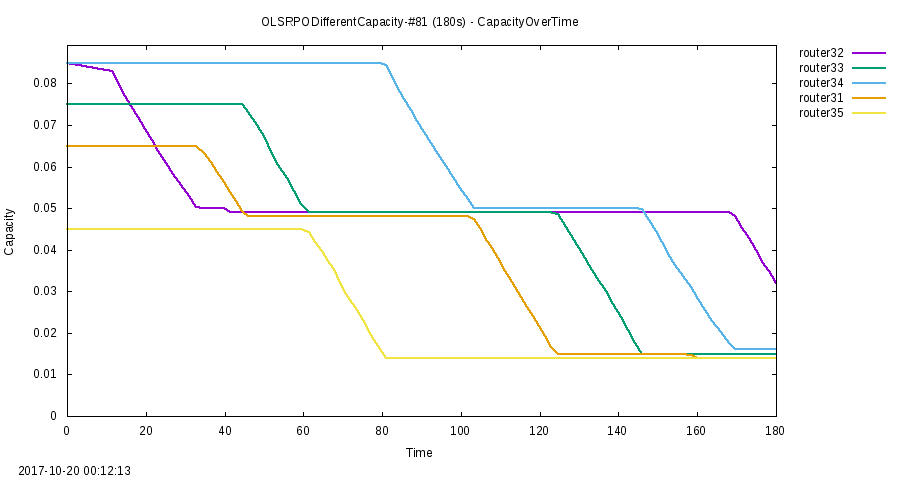 OLSRPODifferentCapacity-#81 (180s) - CapacityOverTime
router32
router33
router34
router31
router35
0.08
0.07
0.06
0.05
0.04
0.03
0.02
0.01
0
Capacity
0 20 40 60 80 100 120 140 160 180
Time
2017-10-20 00:12:13